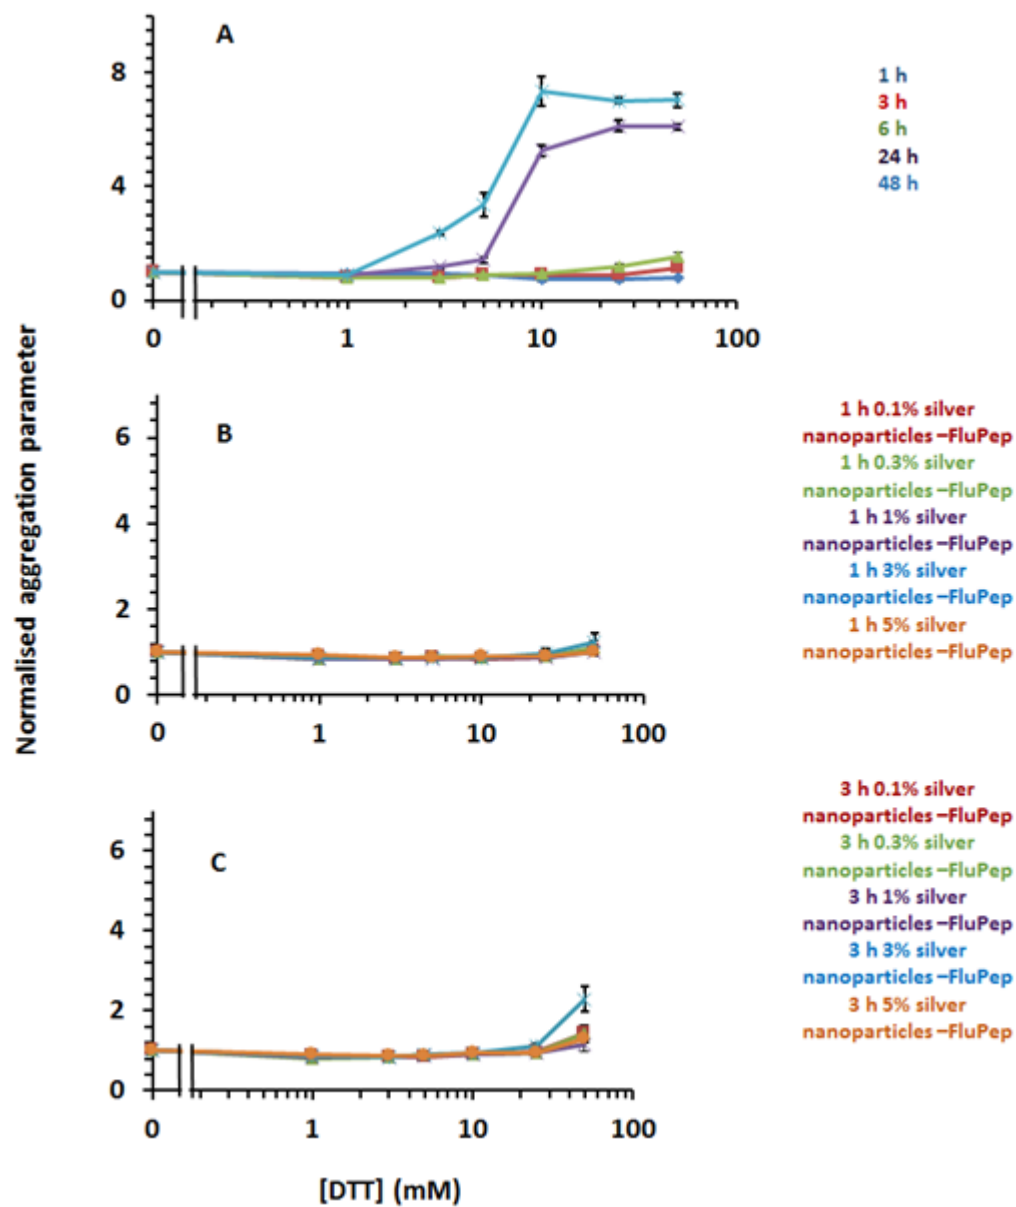 A
8
4
0
0 1 10 100
1 h
3 h
6 h
24 h
48 h
Normalised aggregation parameter
B
6
4
2
0
0 1 10 100
1 h 0.1% silver
nanoparticles –FluPep
1 h 0.3% silver
nanoparticles –FluPep
1 h 1% silver
nanoparticles –FluPep
1 h 3% silver
nanoparticles –FluPep
1 h 5% silver
nanoparticles –FluPep
C
6
4
2
0
0 1 10 100
3 h 0.1% silver
nanoparticles –FluPep
3 h 0.3% silver
nanoparticles –FluPep
3 h 1% silver
nanoparticles –FluPep
3 h 3% silver
nanoparticles –FluPep
3 h 5% silver
nanoparticles –FluPep
[DTT] (mM)